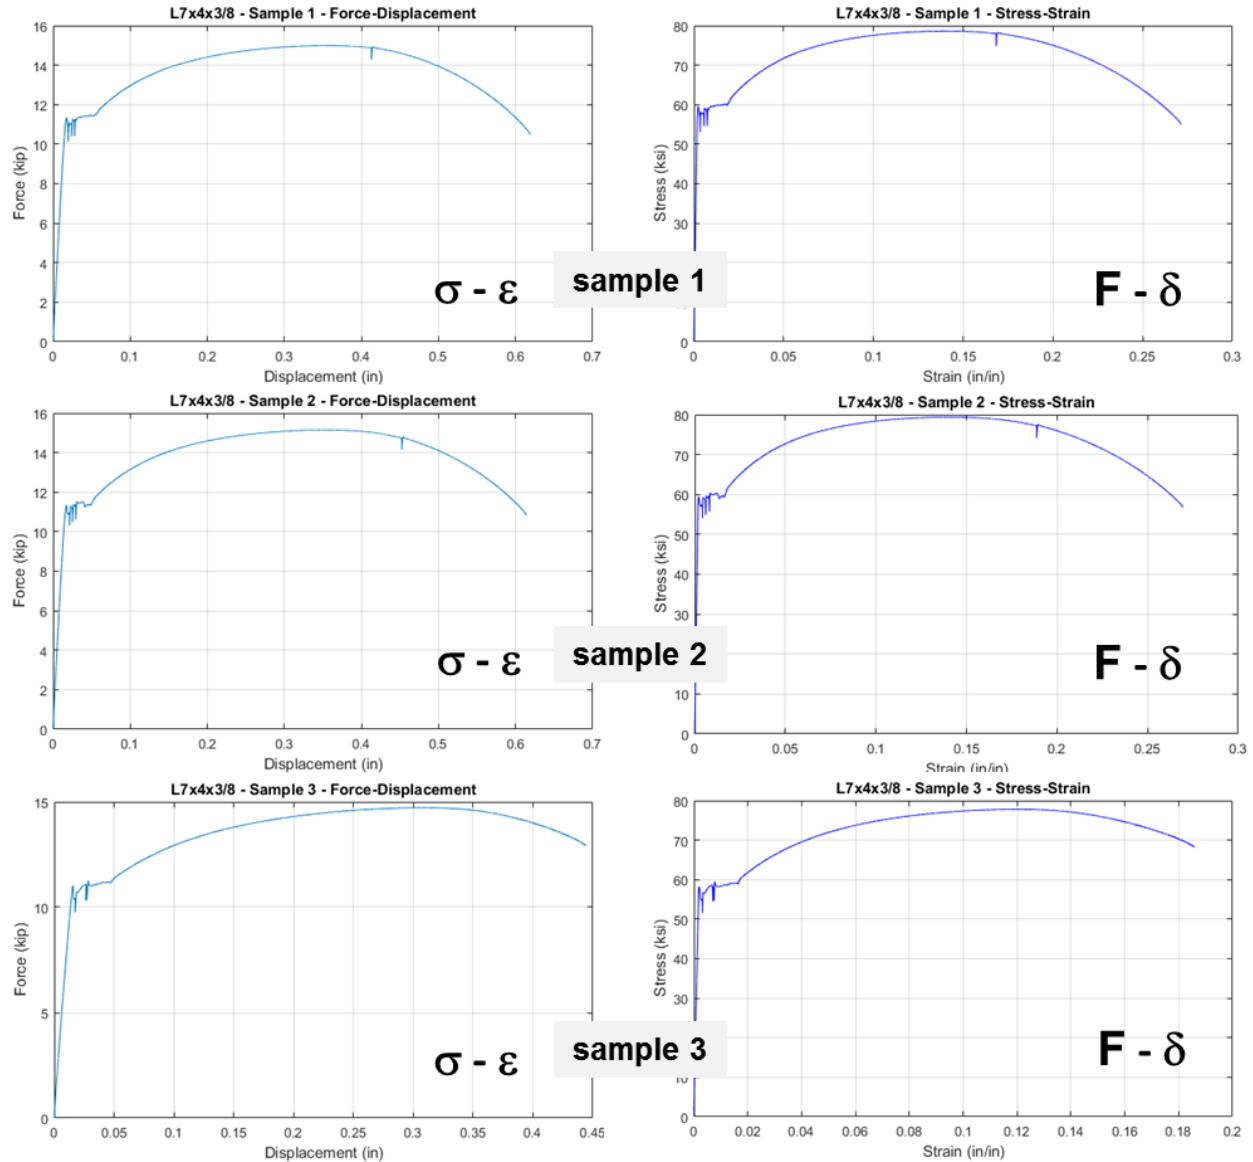 L7x4x3/8 - Sample 1 - Force-Displacement
16
14
12
10
8
6
4
2
0
Force (kip)
0 0.1 0.2 0.3 0.4 0.5 0.6 0.7
Displacement (in)
σ - ε
sample 1
L7x4x3/8 - Sample 1 - Stress-Strain
80
70
60
50
40
30
Stress (ksi)
0
0 0.05 0.1 0.15 0.2 0.25 0.3
Strain (in/in)
F - δ
L7x4x3/8 - Sample 2 - Force-Displacement
16
14
12
10
8
6
4
2
0
Force (kip)
0 0.1 0.2 0.3 0.4 0.5 0.6 0.7
Displacement (in)
σ - ε
sample 2
L7x4x3/8 - Sample 2 - Stress-Strain
80
70
60
50
40
30
10
0
Stress (ksi)
0 0.05 0.1 0.15 0.2 0.25 0.3
Strain (in/in)
F - δ
L7x4x3/8 - Sample 3 - Force-Displacement
15
10
5
0
Force (kip)
0 0.05 0.1 0.15 0.2 0.25 0.3 0.35 0.4 0.45
Displacement (in)
σ - ε
sample 3
L7x4x3/8 - Sample 3 - Stress-Strain
80
70
60
50
40
30
10
0
Stress (ksi)
0 0.02 0.04 0.06 0.08 0.1 0.12 0.14 0.16 0.18 0.2
Strain (in/in)
F - δ